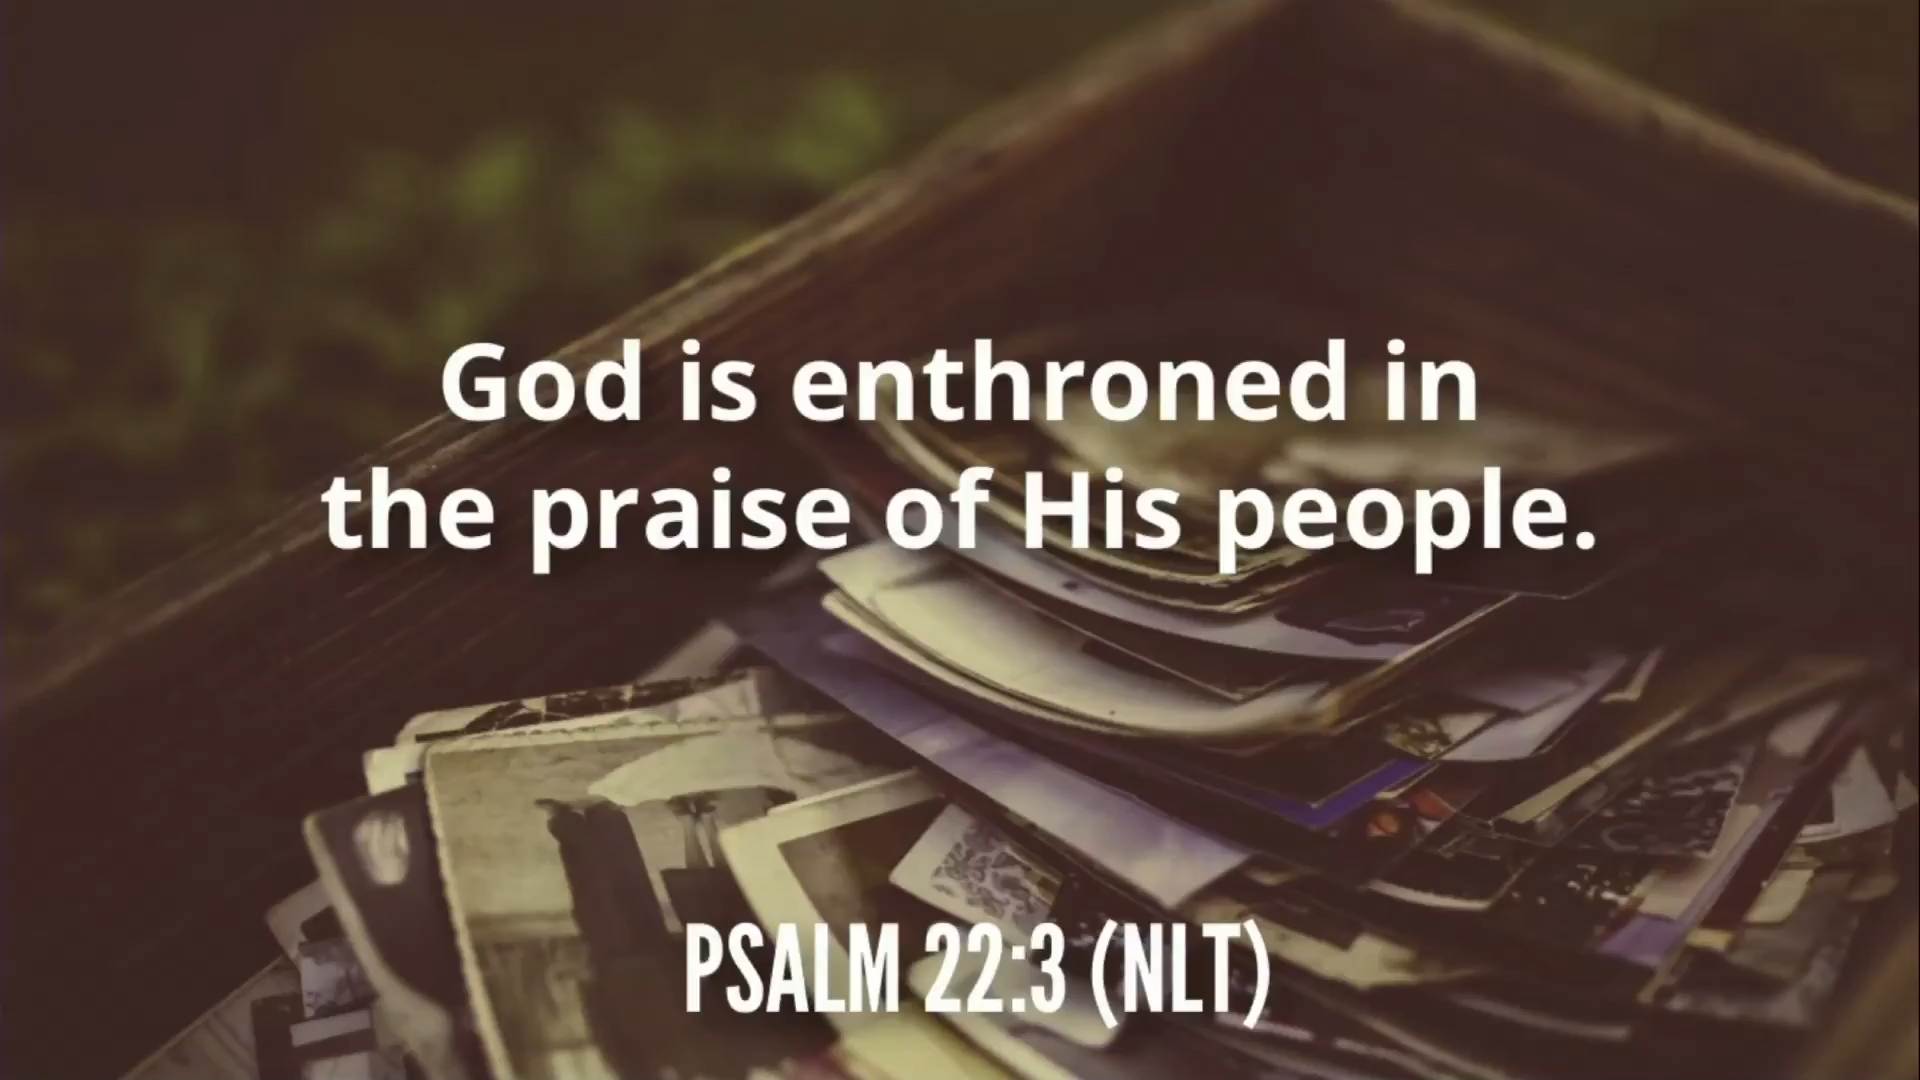 God is enthroned in
the praise of His people.
PSALM 22:3 (NLT)